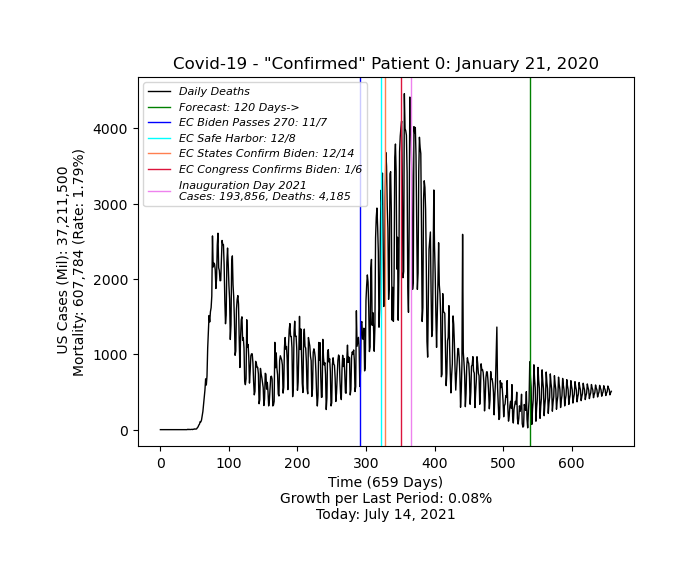 Covid-19 - "Confirmed" Patient 0: January 21, 2020
Daily Deaths
Forecast: 120 Days->
EC Biden Passes 270: 11/7
EC Safe Harbor: 12/8
EC States Confirm Biden: 12/14
EC Congress Confirms Biden: 1/6
Inauguration Day 2021
Cases: 193,856, Deaths: 4,185
US Cases (Mil): 37,211,500
Mortality: 607,784 (Rate: 1.79%)
4000
3000
2000
1000
0
0 100 200 300 400 500 600
Time (659 Days)
Growth per Last Period: 0.08%
Today: July 14, 2021